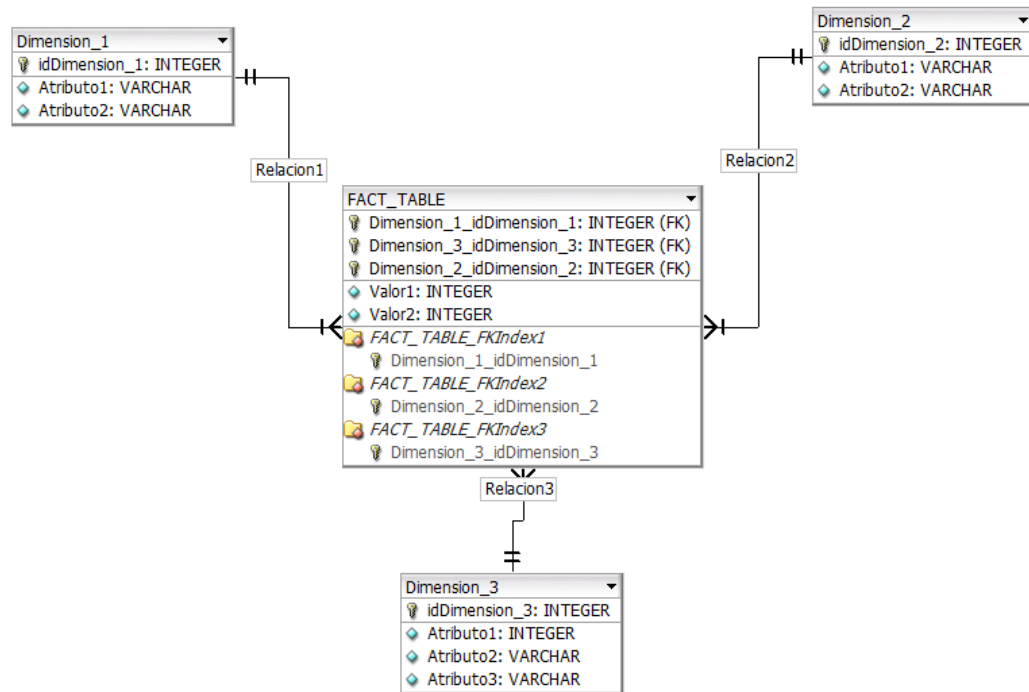 Dimension_1
idDimension_1: INTEGER
Atributo1: VARCHAR
Atributo2: VARCHAR
Dimension_2
idDimension_2: INTEGER
Atributo1: VARCHAR
Atributo2: VARCHAR
Relacion1
Relacion2
FACT_TABLE
Dimension_1_idDimension_1: INTEGER (FK)
Dimension_3_idDimension_3: INTEGER (FK)
Dimension_2_idDimension_2: INTEGER (FK)
Valor1: INTEGER
Valor2: INTEGER
FACT_TABLE_FKIndex1
Dimension_1_idDimension_1
FACT_TABLE_FKIndex2
Dimension_2_idDimension_2
FACT_TABLE_FKIndex3
Dimension_3_idDimension_3
Relacion3
Dimension_3
idDimension_3: INTEGER
Atributo1: INTEGER
Atributo2: VARCHAR
Atributo3: VARCHAR